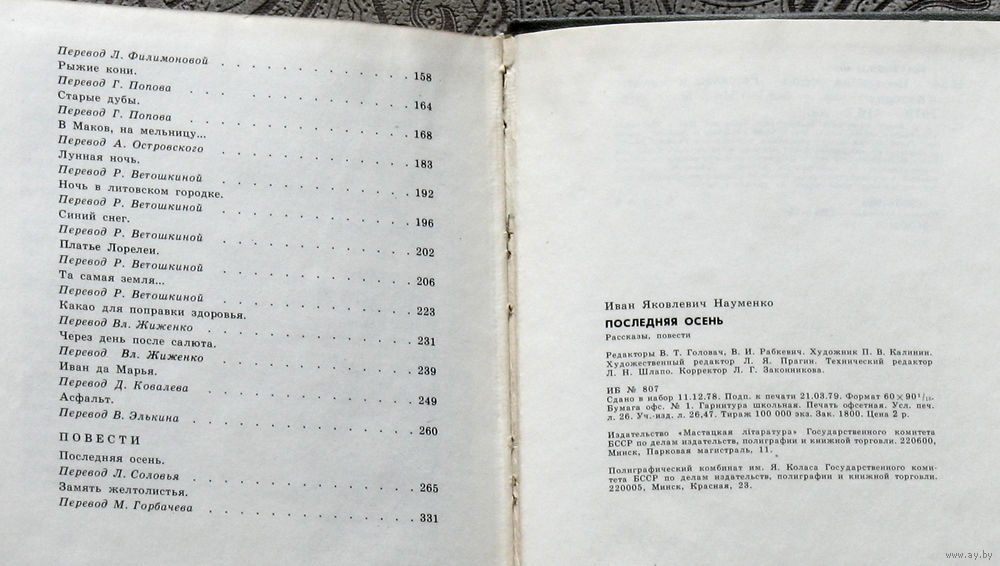 Перевод Л. Филимоновой . . . . . . . . . . . . 158
Рыжие кони.
Перевод Г. Попова . . . . . . . . . . . . . . 164
Старые дубы.
Перевод Г. Попова . . . . . . . . . . . . . . 168
В Маков, на мельницу...
Перевод А. Островского . . . . . . . . . . . . 183
Лунная ночь.
Перевод Р. Ветошкиной . . . . . . . . . . . . 192
Ночь в литовском городке.
Перевод Р. Ветошкиной . . . . . . . . . . . . 196
Синий снег.
Перевод Р. Ветошкиной . . . . . . . . . . . . 202
Платье Лорелеи.
Перевод Р. Ветошкиной . . . . . . . . . . . . 206
Та самая земля...
Перевод Р. Ветошкиной . . . . . . . . . . . . 223
Какао для поправки здоровья.
Перевод Вл. Жиженко . . . . . . . . . . . . . 231
Через день после салюта.
Перевод Вл. Жиженко . . . . . . . . . . . . . 239
Иван да Марья.
Перевод Д. Ковалева . . . . . . . . . . . . . 249
Асфальт.
Перевод В. Элькина . . . . . . . . . . . . . . 260
ПОВЕСТИ
Последняя осень.
Перевод Л. Соловья . . . . . . . . . . . . . . 265
Замять желтолистья.
Перевод М. Горбачева . . . . . . . . . . . . . 331
Иван Яковлевич Науменко
ПОСЛЕДНЯЯ ОСЕНЬ
Рассказы, повести
Редакторы В. Т. Головач, В. И. Рабкевич. Художник П. В. Калинин.
Художественный редактор Л. Я. Прагин. Технический редактор
Л. Н. Шлапо. Корректор Л. Г. Законникова.
ИБ № 807
Сдано в набор 11.12.78. Подп. к печати 21.03.79. Формат 60×90¹/₁₆.
Бумага офс. № 1. Гарнитура школьная. Печать офсетная. Усл. печ.
л. 26. Уч.-изд. л. 26,47. Тираж 100 000 экз. Зак. 1800. Цена 2 р.
Издательство «Мастацкая літаратура» Государственного комитета
БССР по делам издательств, полиграфии и книжной торговли. 220600,
Минск, Парковая магистраль, 11.
Полиграфический комбинат им. Я. Коласа Государственного коми-
тета БССР по делам издательств, полиграфии и книжной торговли.
220005, Минск, Красная, 23.
www.ay.by